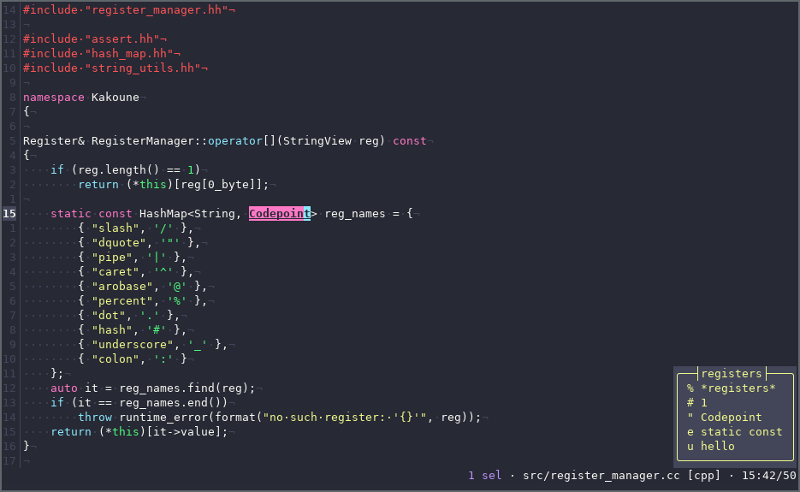 14 #include·"register_manager.hh"¬
13 ¬
12 #include·"assert.hh"¬
11 #include·"hash_map.hh"¬
10 #include·"string_utils.hh"¬
9 ¬
8 namespace·Kakoune¬
7 {¬
6 ¬
5 Register&·RegisterManager::operator[](StringView·reg)·const¬
4 {¬
3 ····if·(reg.length()·==·1)¬
2 ········return·(*this)[reg[0_byte]];¬
1 ¬
15 ····static·const·HashMap<String,·Codepoint>·reg_names·=·{¬
1 ········{·"slash",·'/'·},¬
2 ········{·"dquote",·'"'·},¬
3 ········{·"pipe",·'|'·},¬
4 ········{·"caret",·'^'·},¬
5 ········{·"arobase",·'@'·},¬
6 ········{·"percent",·'%'·},¬
7 ········{·"dot",·'.'·},¬
8 ········{·"hash",·'#'·},¬
9 ········{·"underscore",·'_'·},¬
10 ········{·"colon",·':'·}¬
11 ····};¬
12 ····auto·it·=·reg_names.find(reg);¬
13 ····if·(it·==·reg_names.end())¬
14 ········throw·runtime_error(format("no·such·register:·'{}'",·reg));¬
15 ····return·(*this)[it->value];¬
16 }¬
17 ¬
registers
% *registers*
# 1
" Codepoint
e static const
u hello
1 sel · src/register_manager.cc [cpp] · 15:42/50